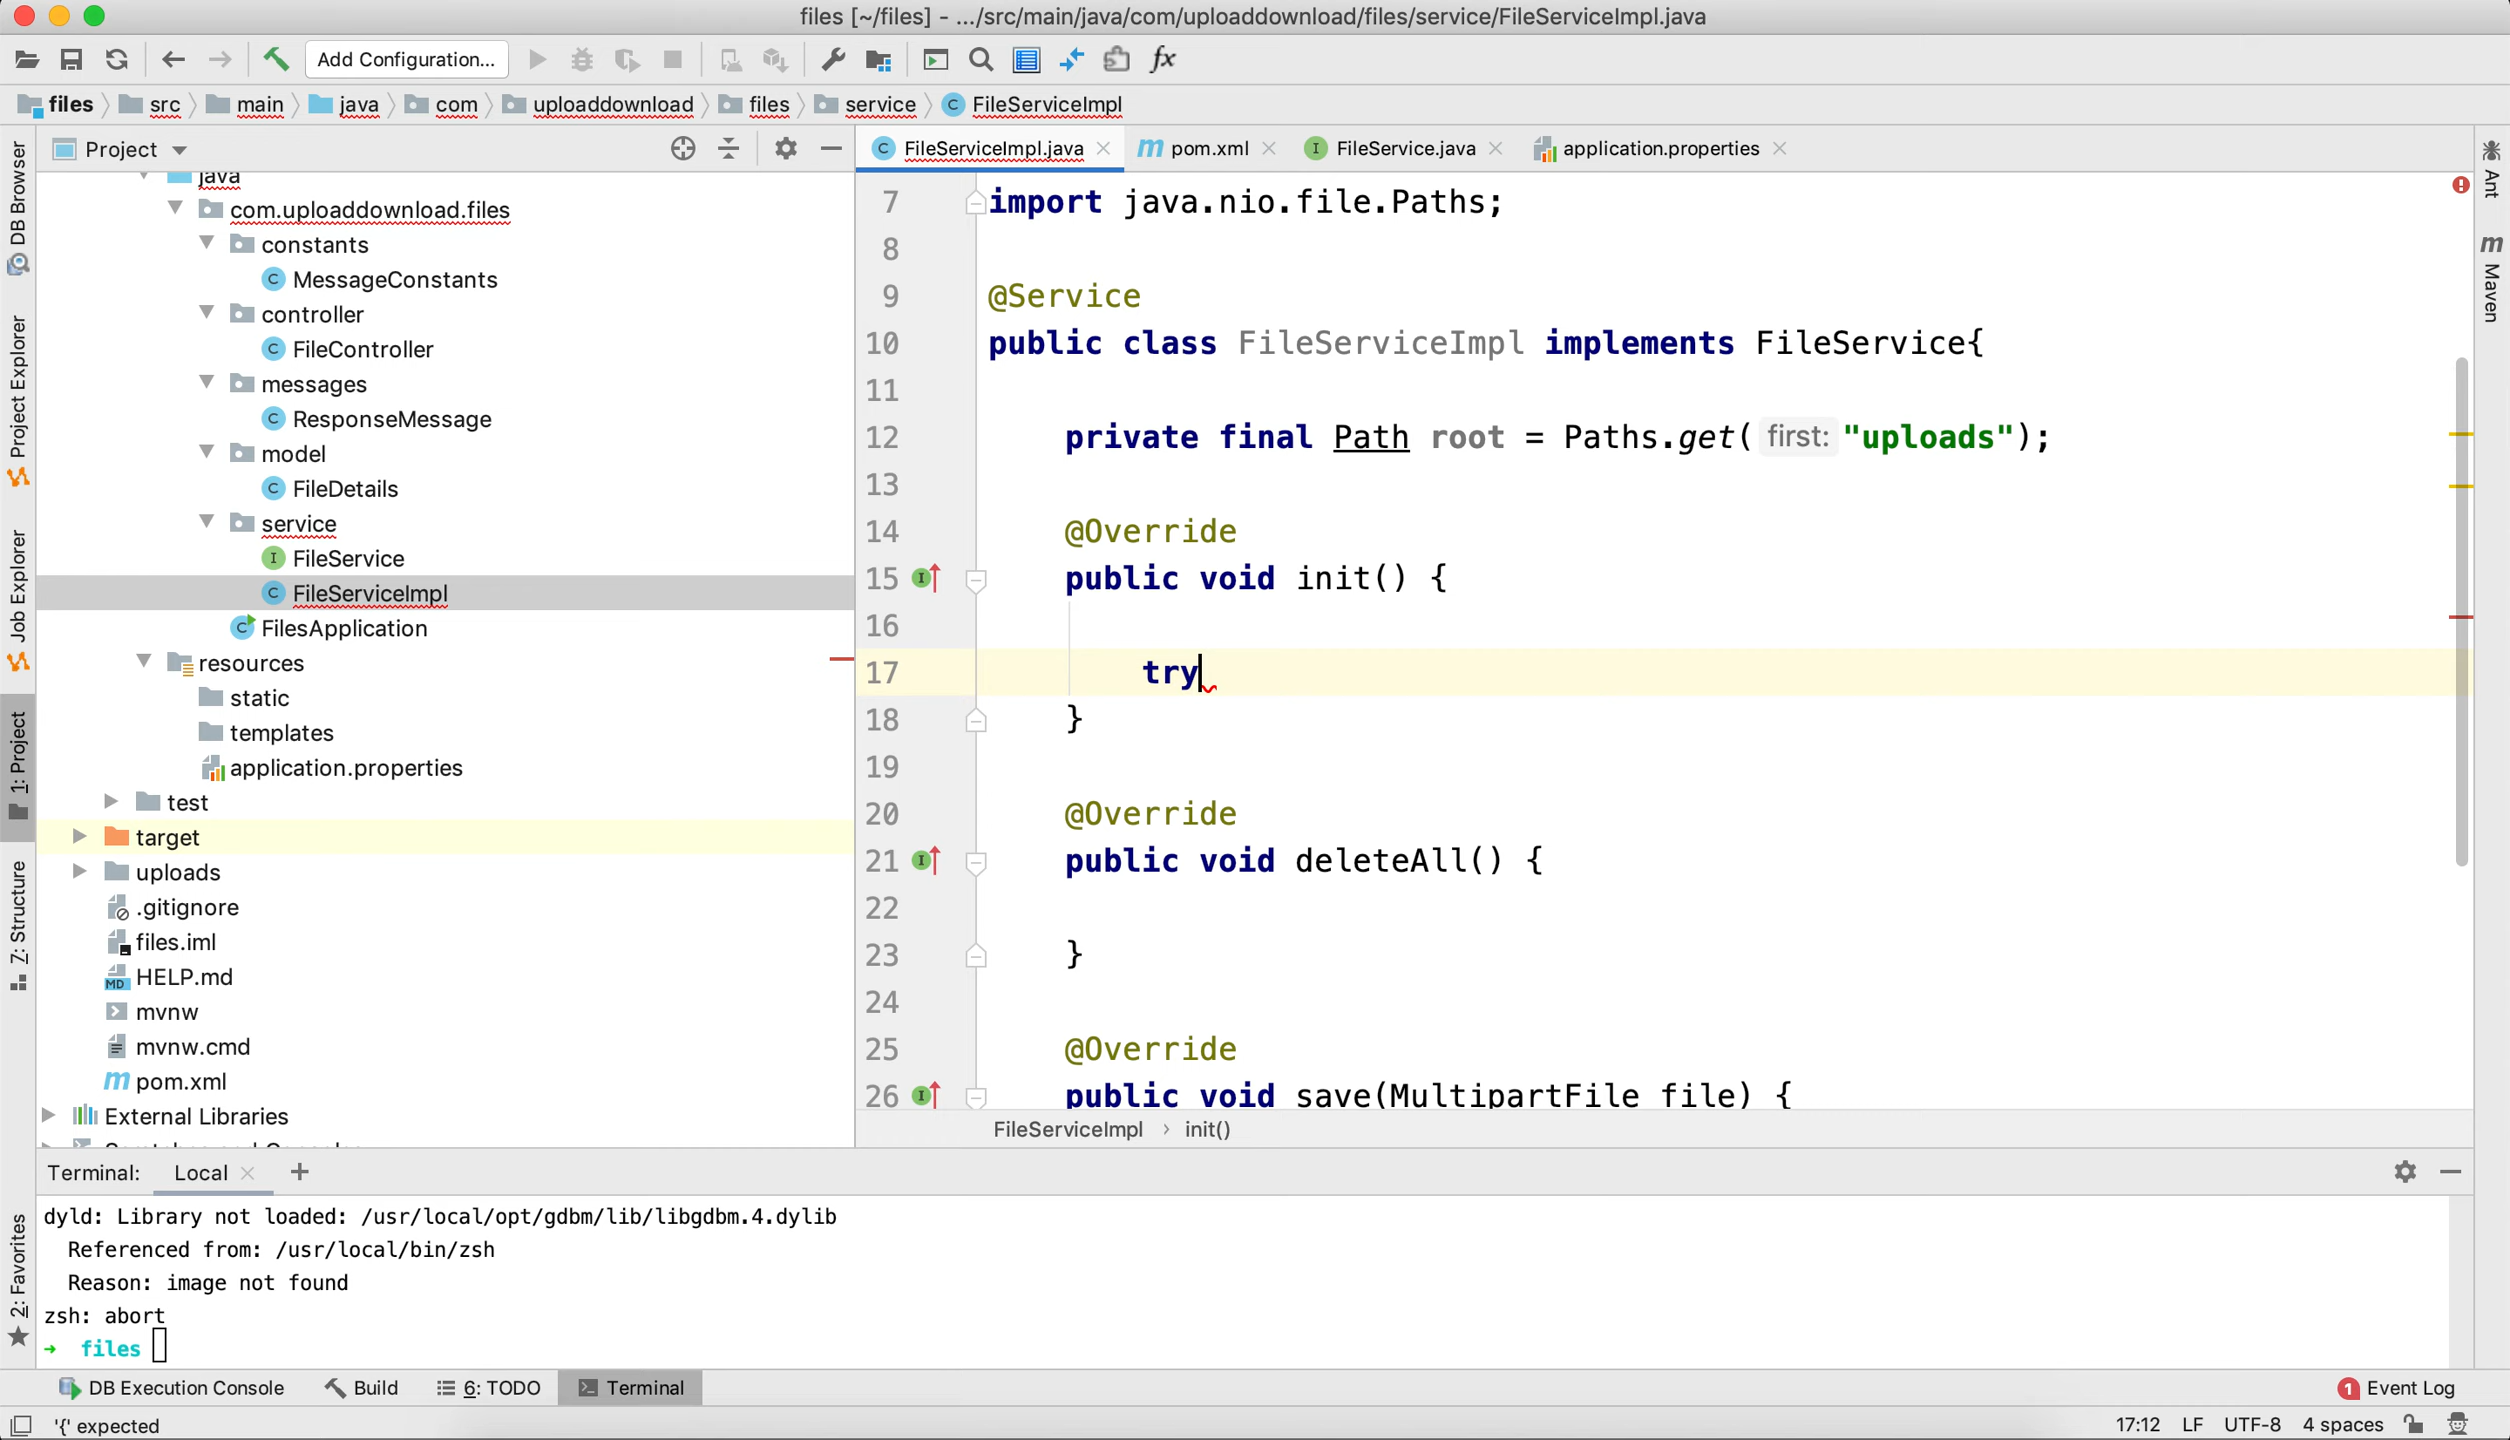 files [~/files] - .../src/main/java/com/uploaddownload/files/service/FileServiceImpl.java
Add Configuration...
files src main java com uploaddownload files service FileServiceImpl
Project
FileServiceImpl.java pom.xml FileService.java application.properties
java
com.uploaddownload.files
constants
MessageConstants
controller
FileController
messages
ResponseMessage
model
FileDetails
service
FileService
FileServiceImpl
FilesApplication
resources
static
templates
application.properties
test
target
uploads
.gitignore
files.iml
HELP.md
mvnw
mvnw.cmd
pom.xml
External Libraries
7 import java.nio.file.Paths;
8
9 @Service
10 public class FileServiceImpl implements FileService{
11
12 private final Path root = Paths.get( first: "uploads");
13
14 @Override
15 public void init() {
16
17 try
18 }
19
20 @Override
21 public void deleteAll() {
22
23 }
24
25 @Override
26 public void save(MultipartFile file) {
FileServiceImpl › init()
DB Browser
Project Explorer
Job Explorer
1: Project
7: Structure
2: Favorites
Ant
Maven
Terminal: Local
dyld: Library not loaded: /usr/local/opt/gdbm/lib/libgdbm.4.dylib
Referenced from: /usr/local/bin/zsh
Reason: image not found
zsh: abort
➜ files
DB Execution Console Build 6: TODO Terminal 1 Event Log
'{' expected 17:12 LF UTF-8 4 spaces